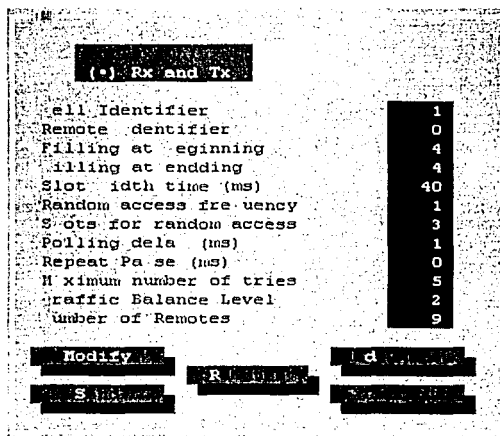 (•) Rx and Tx
ell Identifier 1
Remote dentifier 0
Filling at eginning 4
illing at endding 4
Slot idth time (ms) 40
Random access fre uency 1
S ots for random access 3
Polling dela (ms) 1
Repeat Pa se (ms) 0
M ximum number of tries 5
raffic Balance Level 2
umber of Remotes 9
Modify
R
d
S